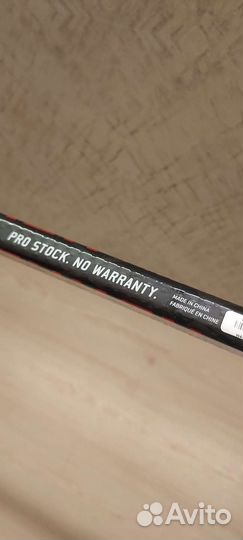 PRO STOCK. NO WARRANTY.
MADE IN CHINA
FABRIQUÉ EN CHINE
Avito